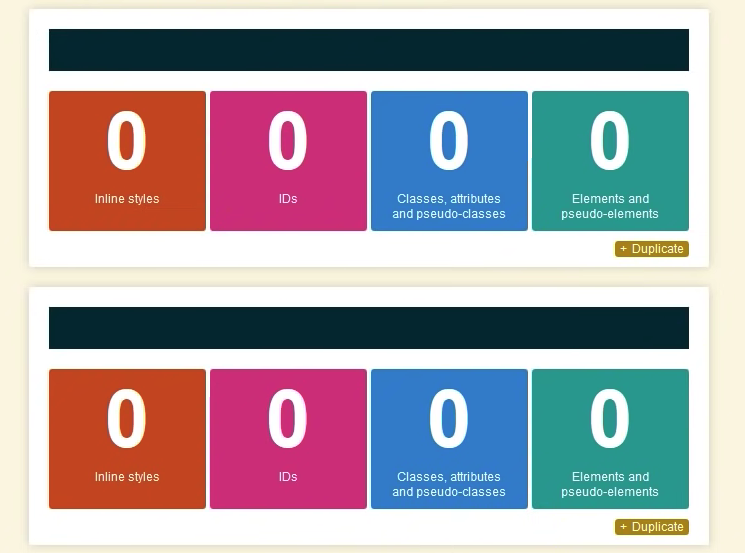 0 0 0 0
Inline styles IDs Classes, attributes Elements and
and pseudo-classes pseudo-elements
+ Duplicate
0 0 0 0
Inline styles IDs Classes, attributes Elements and
and pseudo-classes pseudo-elements
+ Duplicate